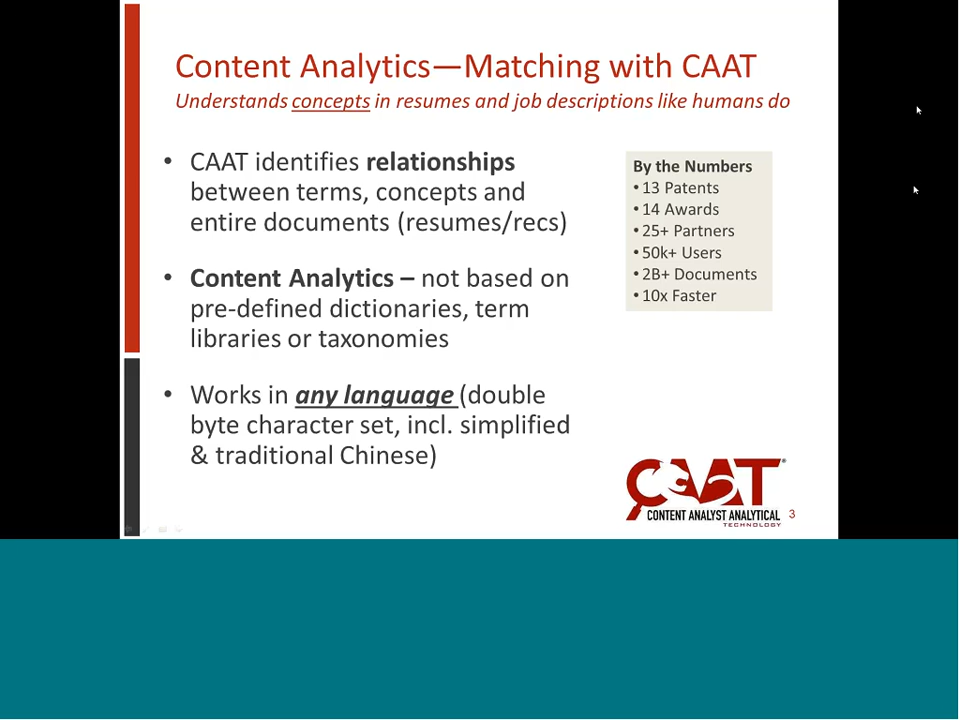 Content Analytics—Matching with CAAT
Understands concepts in resumes and job descriptions like humans do
• CAAT identifies relationships
between terms, concepts and
entire documents (resumes/recs)
• Content Analytics – not based on
pre-defined dictionaries, term
libraries or taxonomies
• Works in any language (double
byte character set, incl. simplified
& traditional Chinese)
By the Numbers
• 13 Patents
• 14 Awards
• 25+ Partners
• 50k+ Users
• 2B+ Documents
• 10x Faster
CAAT®
CONTENT ANALYST ANALYTICAL
TECHNOLOGY
3